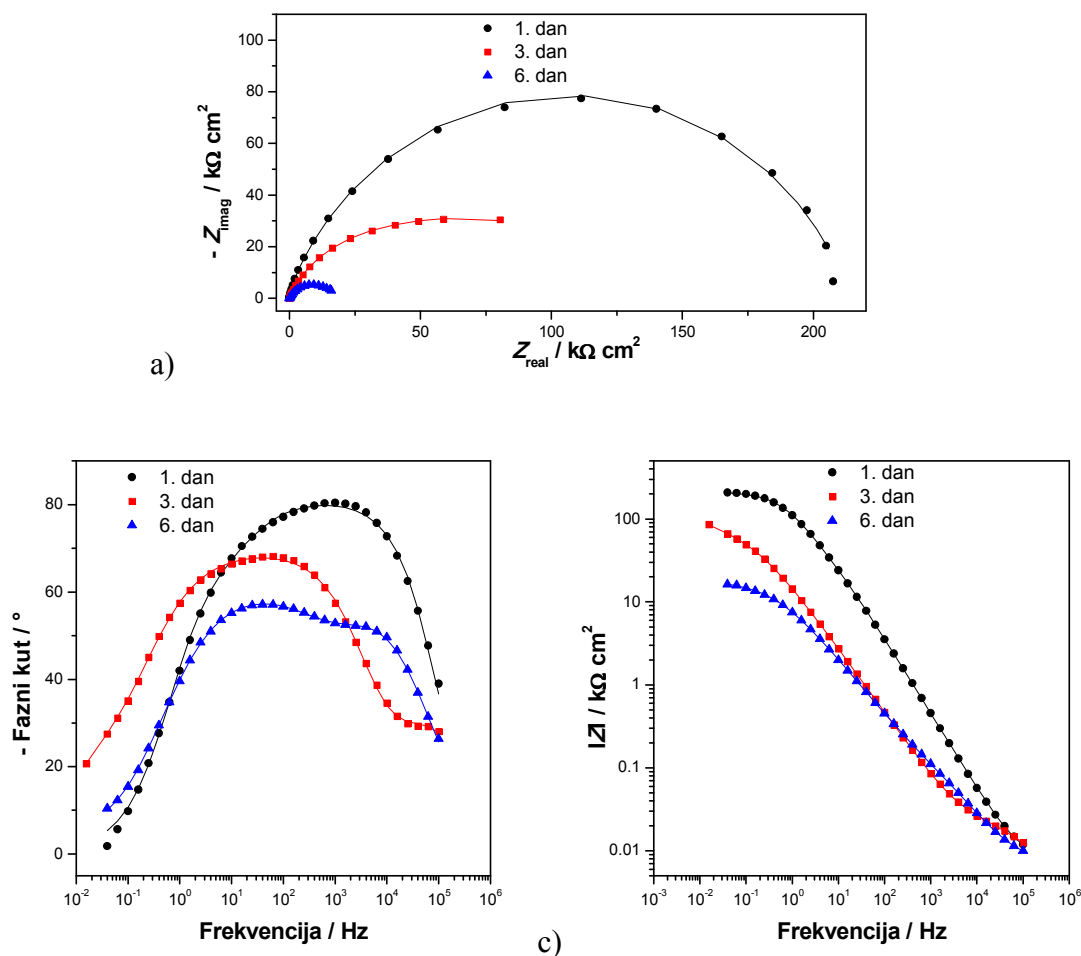 1. dan
3. dan
6. dan
100
80
60
40
20
0
- Zimag / kΩ cm²
0 50 100 150 200
Zreal / kΩ cm²
a)
1. dan
3. dan
6. dan
80
60
40
20
0
- Fazni kut / °
10⁻² 10⁻¹ 10⁰ 10¹ 10² 10³ 10⁴ 10⁵ 10⁶
Frekvencija / Hz
c)
1. dan
3. dan
6. dan
100
10
1
0.1
0.01
|Z| / kΩ cm²
10⁻³ 10⁻² 10⁻¹ 10⁰ 10¹ 10² 10³ 10⁴ 10⁵ 10⁶
Frekvencija / Hz